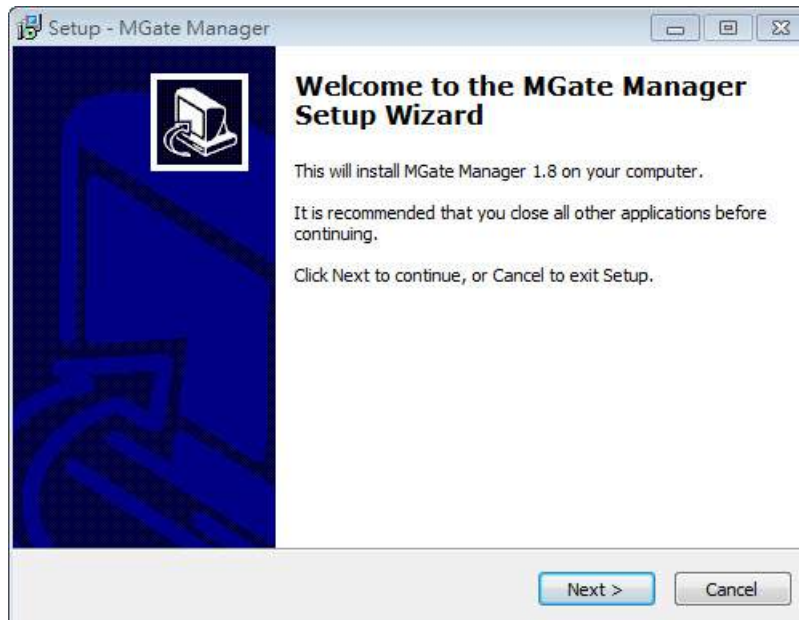 Setup - MGate Manager
Welcome to the MGate Manager
Setup Wizard
This will install MGate Manager 1.8 on your computer.
It is recommended that you close all other applications before
continuing.
Click Next to continue, or Cancel to exit Setup.
Next >
Cancel